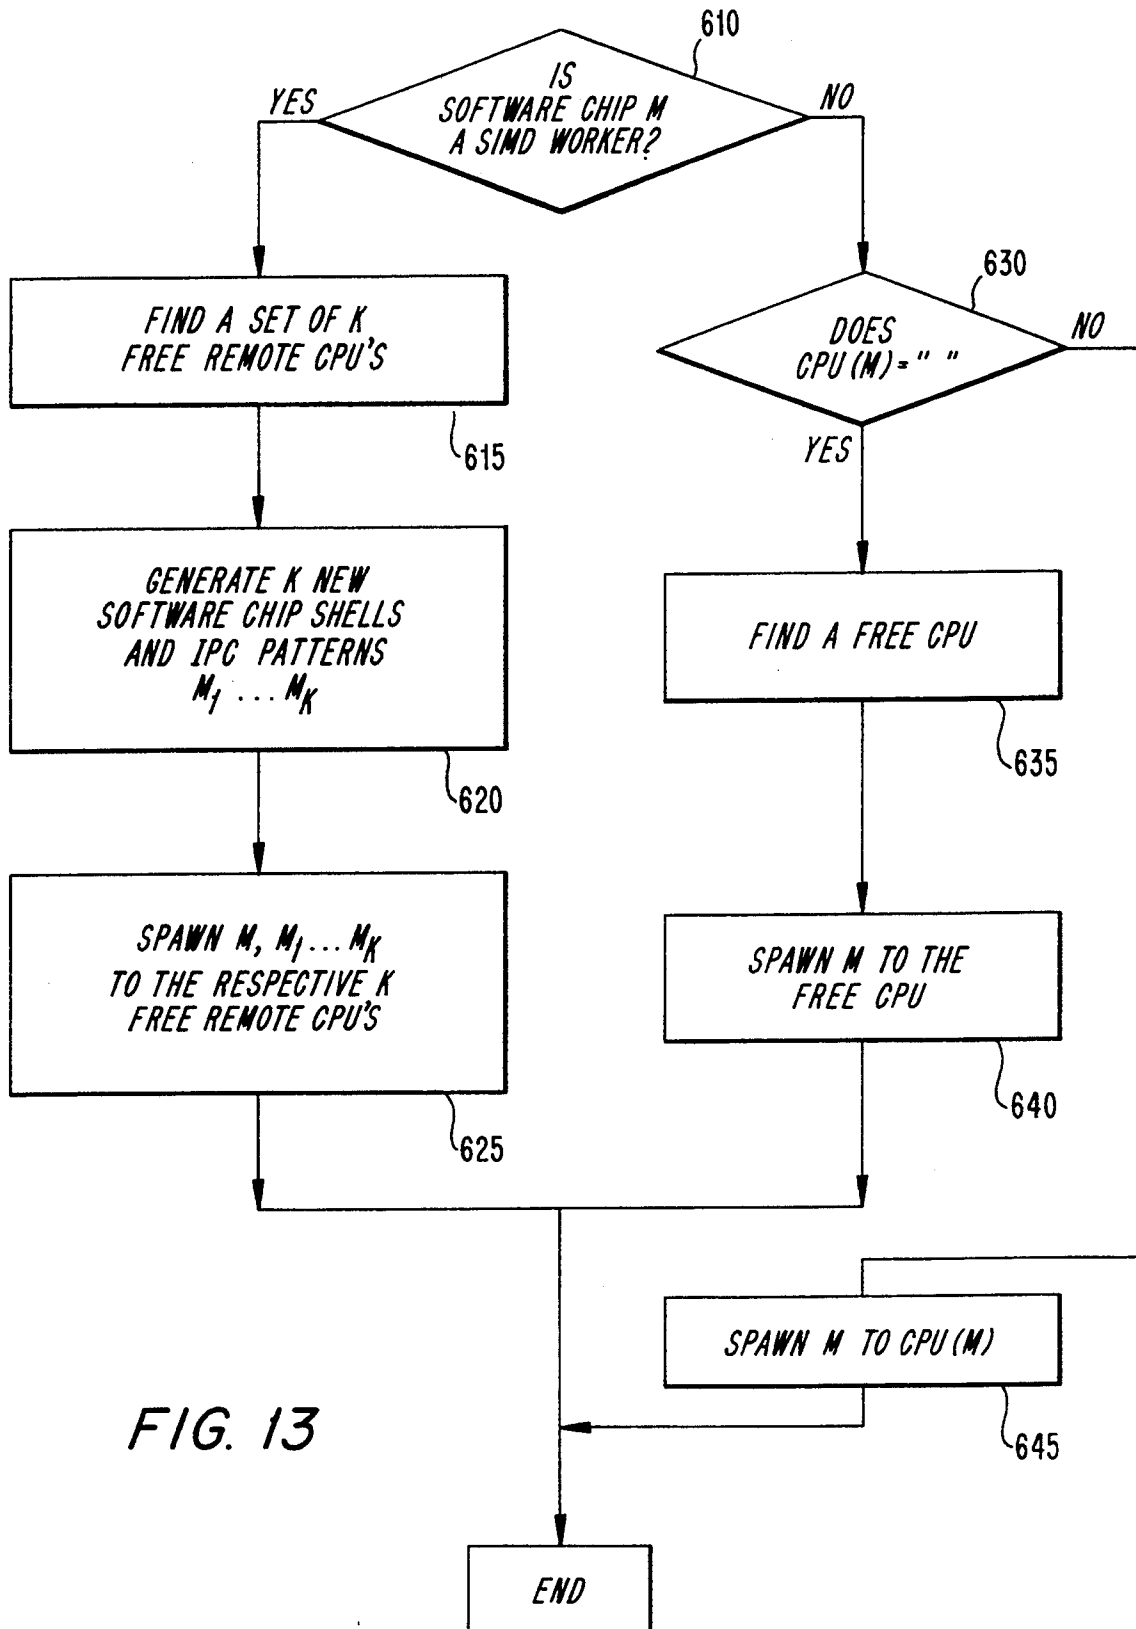 610
IS
SOFTWARE CHIP M
A SIMD WORKER?
YES
NO
FIND A SET OF K
FREE REMOTE CPU'S
615
630
DOES
CPU (M) = " "
NO
YES
GENERATE K NEW
SOFTWARE CHIP SHELLS
AND IPC PATTERNS
M1 ... MK
620
FIND A FREE CPU
635
SPAWN M, M1 ... MK
TO THE RESPECTIVE K
FREE REMOTE CPU'S
625
SPAWN M TO THE
FREE CPU
640
SPAWN M TO CPU (M)
645
FIG. 13
END